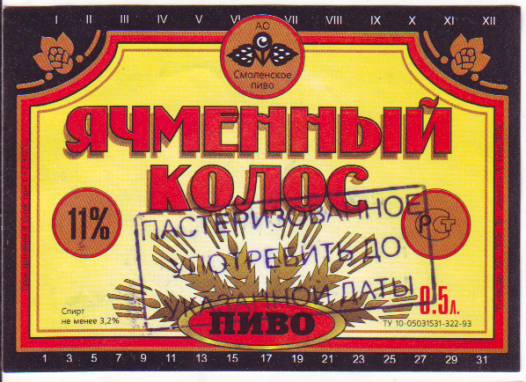 I II III IV V VI VII VIII IX X XI XII
АО
Смоленское
пиво
ЯЧМЕННЫЙ
КОЛОС
11%
РСТ
ПАСТЕРИЗОВАННОЕ
УПОТРЕБИТЬ ДО
УКАЗАННОЙ ДАТЫ
Спирт
не менее 3,2%
0.5л.
ПИВО
ТУ 10-05031531-322-93
1 3 5 7 9 11 13 15 17 19 21 23 25 27 29 31